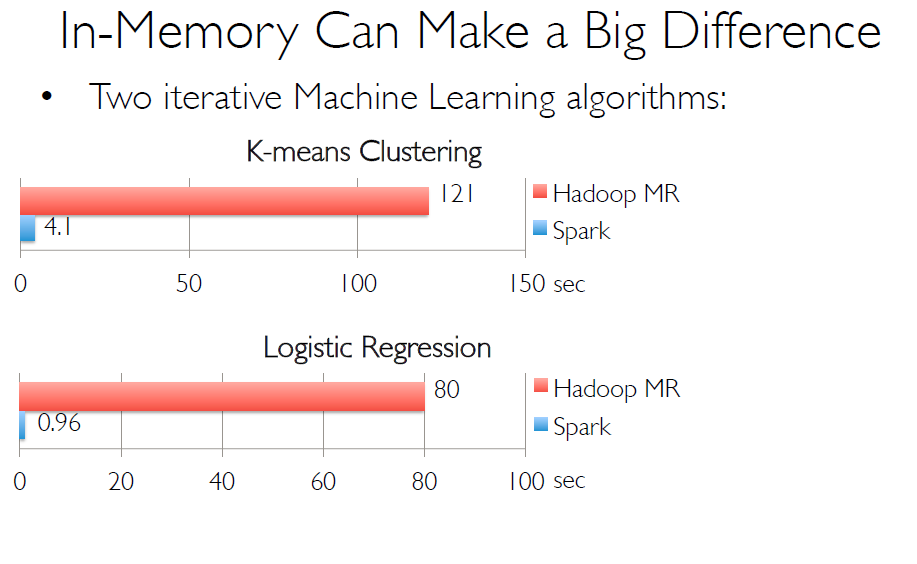 In-Memory Can Make a Big Difference
• Two iterative Machine Learning algorithms:
K-means Clustering
121
Hadoop MR
4.1
Spark
0 50 100 150 sec
Logistic Regression
80
Hadoop MR
0.96
Spark
0 20 40 60 80 100 sec